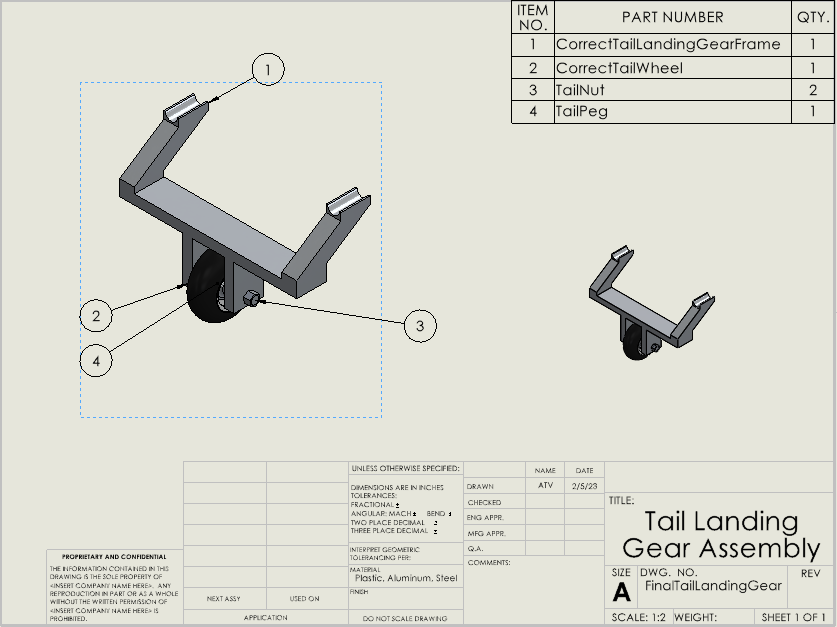 ITEM NO. PART NUMBER QTY.
1 CorrectTailLandingGearFrame 1
2 CorrectTailWheel 1
3 TailNut 2
4 TailPeg 1
1
2
3
4
UNLESS OTHERWISE SPECIFIED:
DIMENSIONS ARE IN INCHES
TOLERANCES:
FRACTIONAL ±
ANGULAR: MACH ± BEND ±
TWO PLACE DECIMAL ±
THREE PLACE DECIMAL ±
INTERPRET GEOMETRIC
TOLERANCING PER:
MATERIAL
Plastic, Aluminum, Steel
FINISH
DO NOT SCALE DRAWING
NAME DATE
DRAWN ATV 2/5/23
CHECKED
ENG APPR.
MFG APPR.
Q.A.
COMMENTS:
TITLE:
Tail Landing
Gear Assembly
SIZE DWG. NO. REV
A FinalTailLandingGear
SCALE: 1:2 WEIGHT: SHEET 1 OF 1
PROPRIETARY AND CONFIDENTIAL
THE INFORMATION CONTAINED IN THIS
DRAWING IS THE SOLE PROPERTY OF
<INSERT COMPANY NAME HERE>. ANY
REPRODUCTION IN PART OR AS A WHOLE
WITHOUT THE WRITTEN PERMISSION OF
<INSERT COMPANY NAME HERE> IS
PROHIBITED.
NEXT ASSY USED ON
APPLICATION